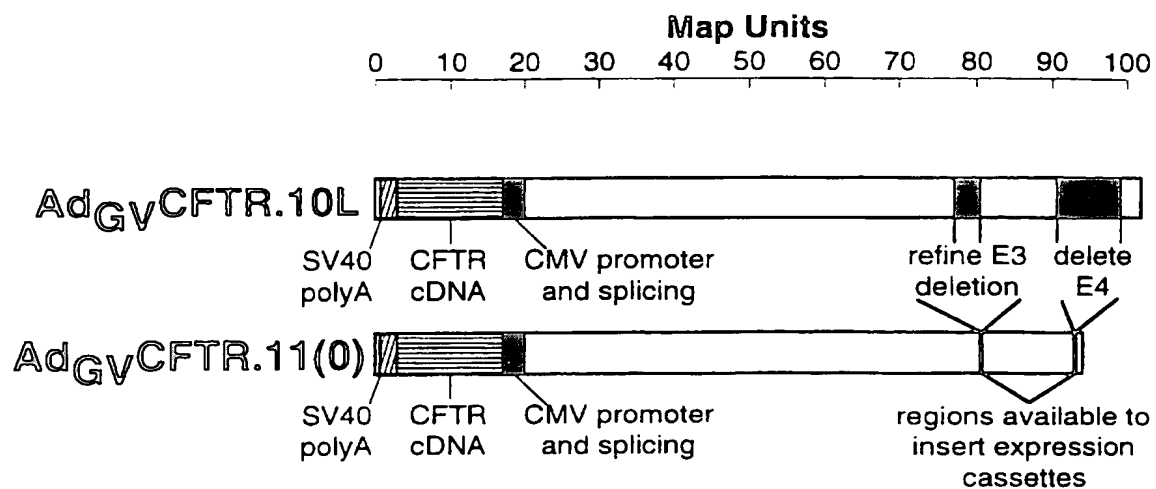 Map Units
0 10 20 30 40 50 60 70 80 90 100
AdGVCFTR.10L
SV40 polyA
CFTR cDNA
CMV promoter and splicing
refine E3 deletion
delete E4
AdGVCFTR.11(0)
SV40 polyA
CFTR cDNA
CMV promoter and splicing
regions available to insert expression cassettes